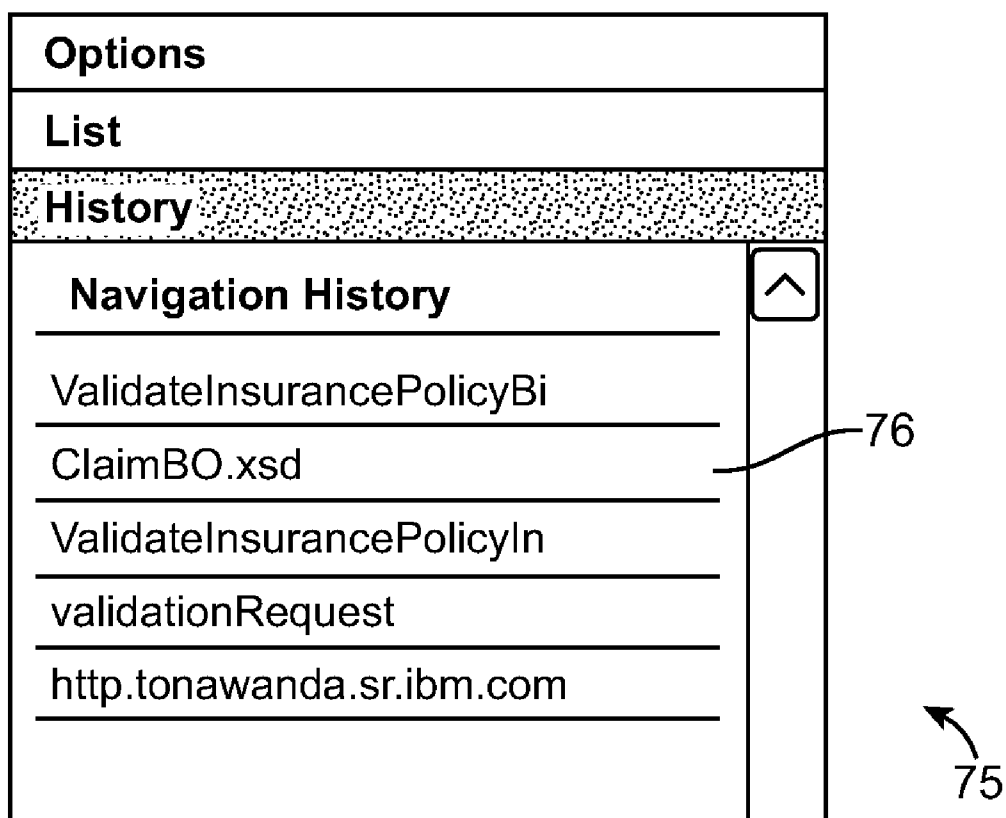 Options
List
History
Navigation History
ValidateInsurancePolicyBi
ClaimBO.xsd
76
ValidateInsurancePolicyIn
validationRequest
http.tonawanda.sr.ibm.com
75